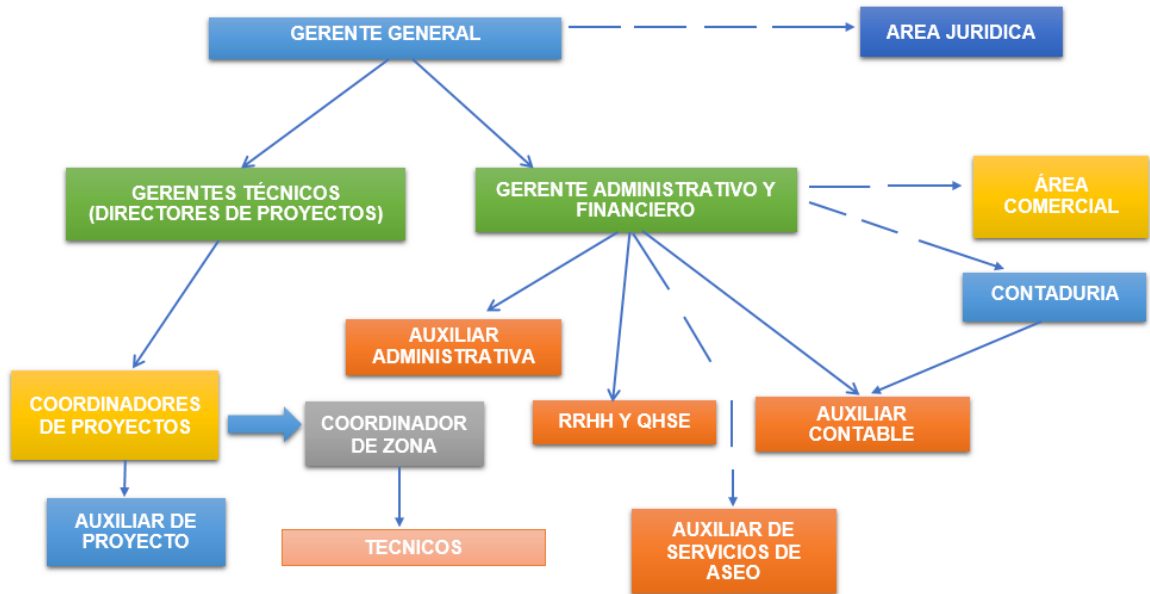 GERENTE GENERAL
AREA JURIDICA
GERENTES TÉCNICOS
(DIRECTORES DE PROYECTOS)
GERENTE ADMINISTRATIVO Y
FINANCIERO
ÁREA
COMERCIAL
CONTADURIA
AUXILIAR
ADMINISTRATIVA
COORDINADORES
DE PROYECTOS
COORDINADOR
DE ZONA
RRHH Y QHSE
AUXILIAR
CONTABLE
AUXILIAR DE
PROYECTO
TECNICOS
AUXILIAR DE
SERVICIOS DE
ASEO